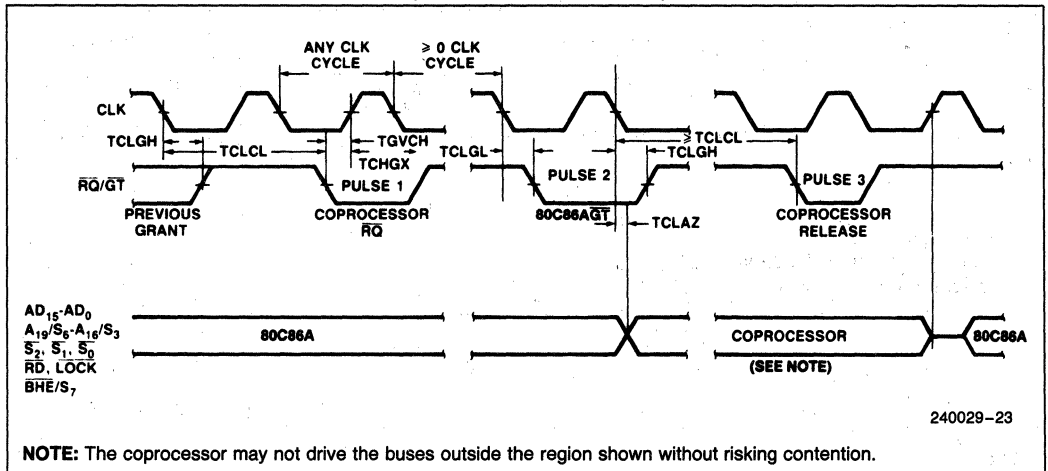 ANY CLK
CYCLE
≥ 0 CLK
CYCLE
CLK
TCLGH
TCLCL
TGVCH
TCHGX
TCLGL
≥ TCLCL
TCLGH
RQ/GT
PULSE 1
PULSE 2
PULSE 3
PREVIOUS
GRANT
COPROCESSOR
RQ
80C86AGT
TCLAZ
COPROCESSOR
RELEASE
AD15-AD0
A19/S6-A16/S3
S2, S1, S0
RD, LOCK
BHE/S7
80C86A
COPROCESSOR
(SEE NOTE)
80C86A
240029-23
NOTE: The coprocessor may not drive the buses outside the region shown without risking contention.